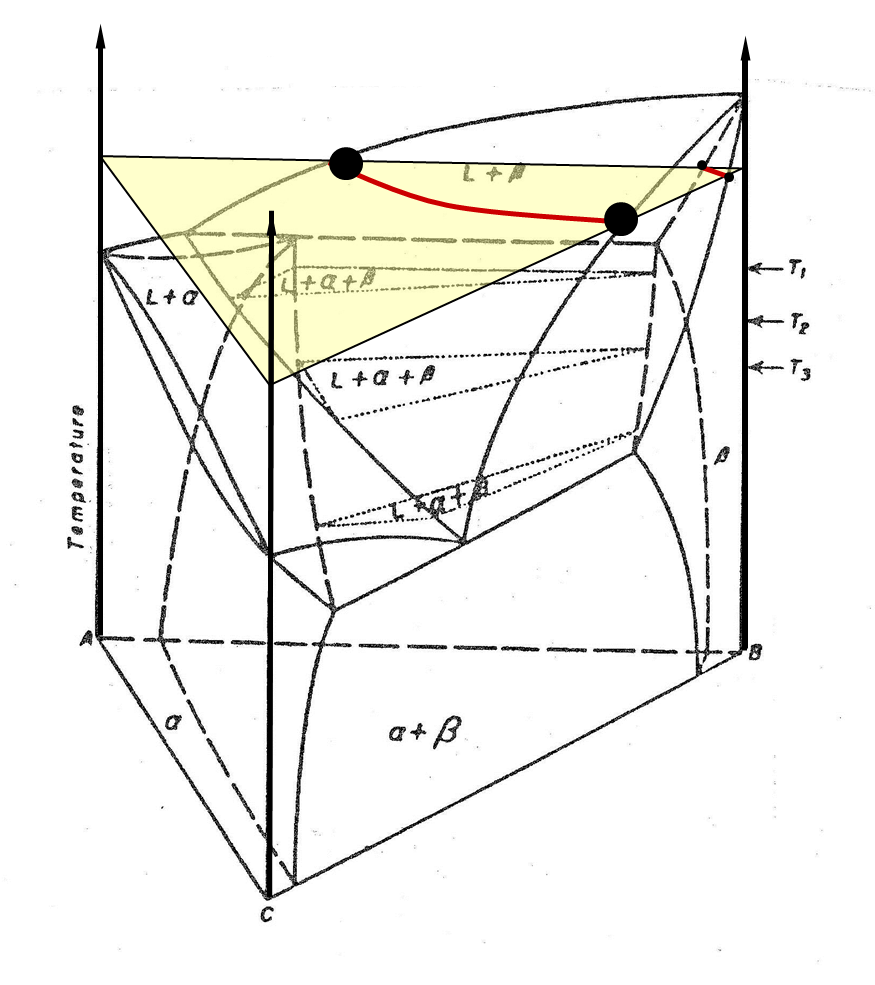 L + β
L + α + β
L + α
T₁
T₂
T₃
L + α + β
Temperature
β
L + α + β
A
B
α
α + β
C